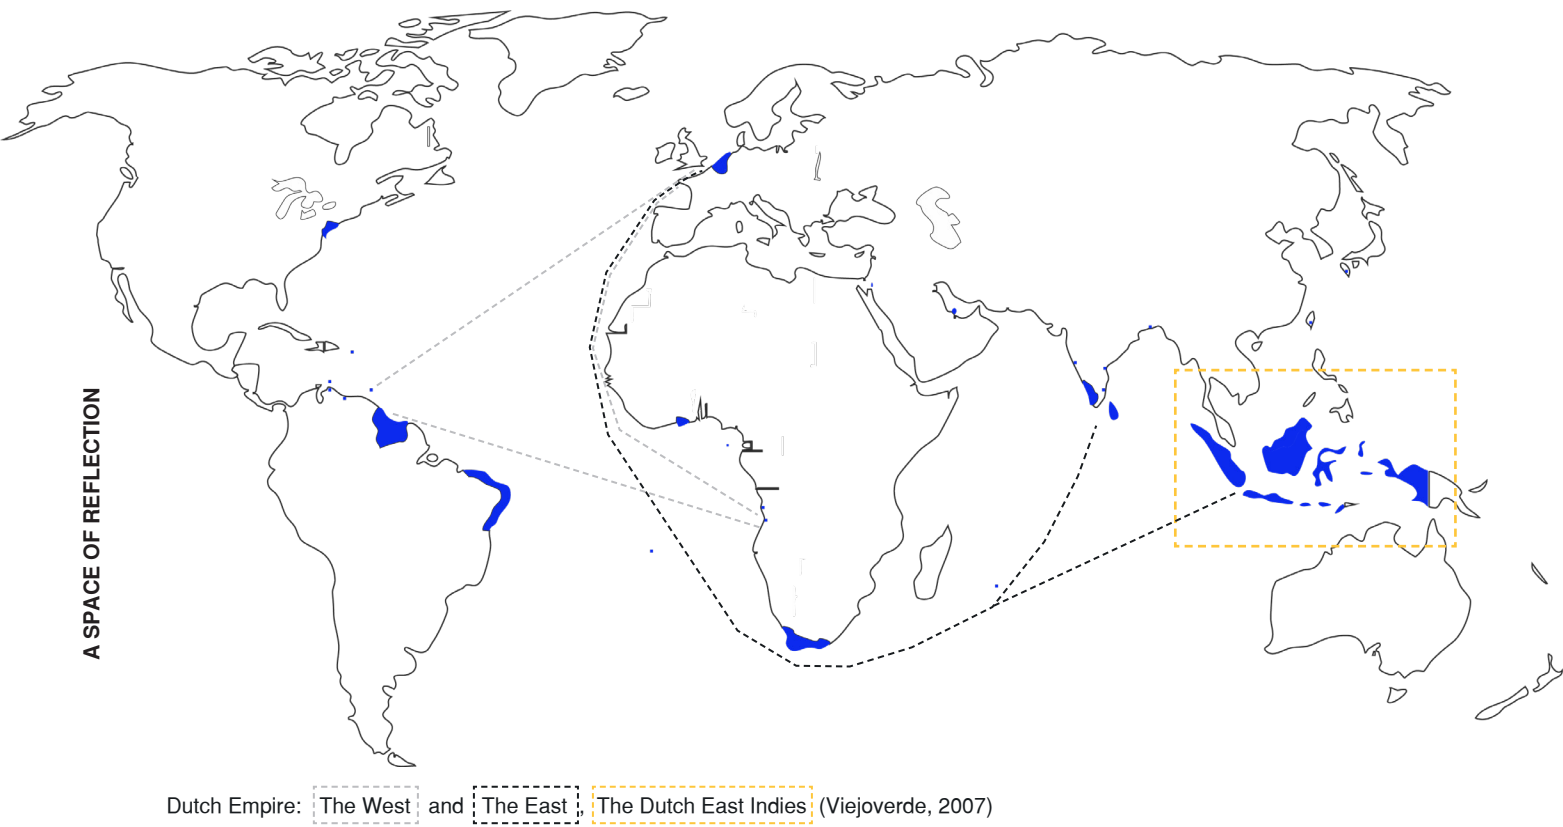 A SPACE OF REFLECTION
Dutch Empire: The West and The East, The Dutch East Indies (Viejoverde, 2007)